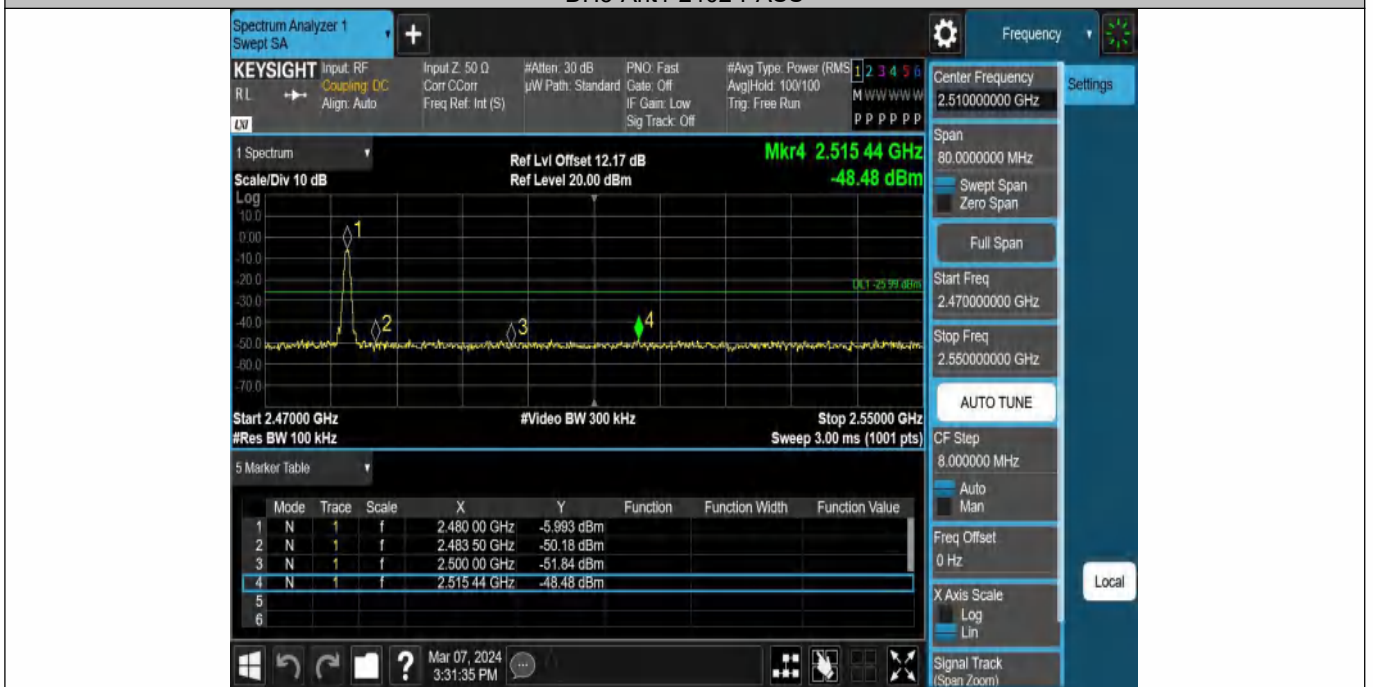 Spectrum Analyzer 1
Swept SA
+
Frequency
KEYSIGHT
RL
LXI
Input: RF
Coupling: DC
Align: Auto
Input Z: 50 Ω
Corr CCorr
Freq Ref: Int (S)
#Atten: 30 dB
µW Path: Standard
PNO: Fast
Gate: Off
IF Gain: Low
Sig Track: Off
#Avg Type: Power (RMS
Avg|Hold: 100/100
Trig: Free Run
1 2 3 4 5 6
M W W W W W
P P P P P P
Center Frequency
2.510000000 GHz
Settings
Span
80.0000000 MHz
Swept Span
Zero Span
Full Span
Start Freq
2.470000000 GHz
Stop Freq
2.550000000 GHz
AUTO TUNE
CF Step
8.000000 MHz
Auto
Man
Freq Offset
0 Hz
X Axis Scale
Log
Lin
Signal Track
(Span Zoom)
Local
1 Spectrum
Scale/Div 10 dB
Ref Lvl Offset 12.17 dB
Ref Level 20.00 dBm
Mkr4 2.515 44 GHz
-48.48 dBm
Log
10.0
0.00
-10.0
-20.0
-30.0
-40.0
-50.0
-60.0
-70.0
1
2
3
4
DL1 -25.99 dBm
Start 2.47000 GHz
#Video BW 300 kHz
Stop 2.55000 GHz
#Res BW 100 kHz
Sweep 3.00 ms (1001 pts)
5 Marker Table
Mode Trace Scale X Y Function Function Width Function Value
1 N 1 f 2.480 00 GHz -5.993 dBm
2 N 1 f 2.483 50 GHz -50.18 dBm
3 N 1 f 2.500 00 GHz -51.84 dBm
4 N 1 f 2.515 44 GHz -48.48 dBm
5
6
?
Mar 07, 2024
3:31:35 PM